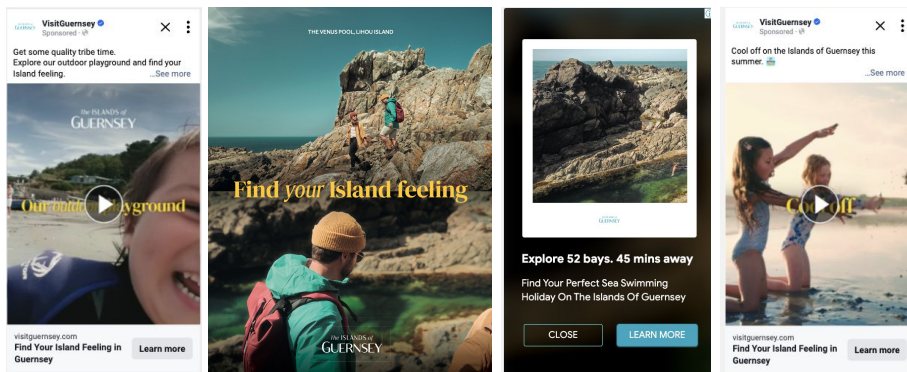 VisitGuernsey
Sponsored ·
Get some quality tribe time.
Explore our outdoor playground and find your
Island feeling. ...See more
The ISLANDS of
GUERNSEY
Our outdoor yground
visitguernsey.com
Find Your Island Feeling in
Guernsey
Learn more
THE VENUS POOL, LIHOU ISLAND
Find your Island feeling
The ISLANDS of
GUERNSEY
GUERNSEY
Explore 52 bays. 45 mins away
Find Your Perfect Sea Swimming
Holiday On The Islands Of Guernsey
CLOSE
LEARN MORE
VisitGuernsey
Sponsored ·
Cool off on the Islands of Guernsey this
summer.
...See more
Cool off
visitguernsey.com
Find Your Island Feeling in
Guernsey
Learn more